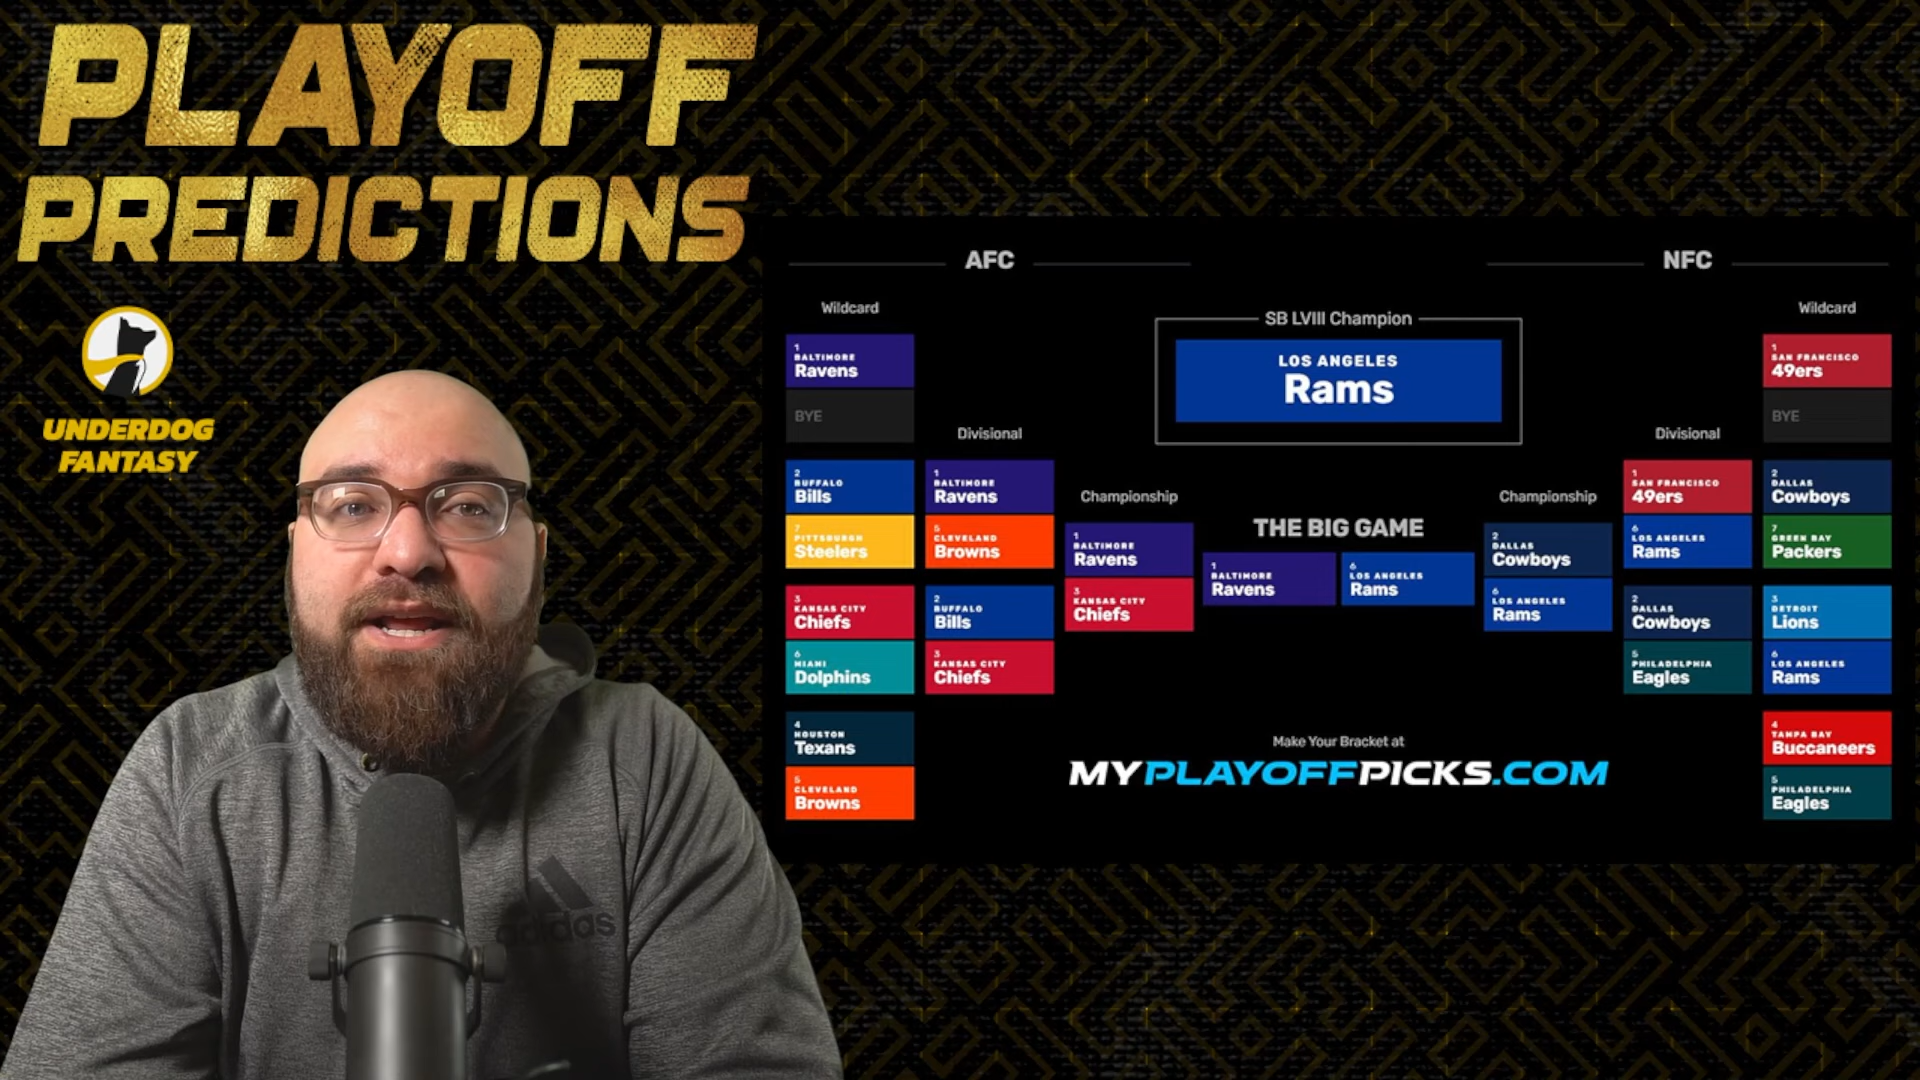 PLAYOFF
PREDICTIONS
UNDERDOG
FANTASY
adidas
AFC
Wildcard
1
BALTIMORE
Ravens
BYE
2
BUFFALO
Bills
7
PITTSBURGH
Steelers
3
KANSAS CITY
Chiefs
6
MIAMI
Dolphins
4
HOUSTON
Texans
5
CLEVELAND
Browns
Divisional
1
BALTIMORE
Ravens
5
CLEVELAND
Browns
2
BUFFALO
Bills
3
KANSAS CITY
Chiefs
Championship
1
BALTIMORE
Ravens
3
KANSAS CITY
Chiefs
SB LVIII Champion
LOS ANGELES
Rams
THE BIG GAME
1
BALTIMORE
Ravens
6
LOS ANGELES
Rams
Make Your Bracket at
MYPLAYOFFPICKS.COM
NFC
Championship
2
DALLAS
Cowboys
6
LOS ANGELES
Rams
Divisional
1
SAN FRANCISCO
49ers
6
LOS ANGELES
Rams
2
DALLAS
Cowboys
5
PHILADELPHIA
Eagles
Wildcard
1
SAN FRANCISCO
49ers
BYE
2
DALLAS
Cowboys
7
GREEN BAY
Packers
3
DETROIT
Lions
6
LOS ANGELES
Rams
4
TAMPA BAY
Buccaneers
5
PHILADELPHIA
Eagles